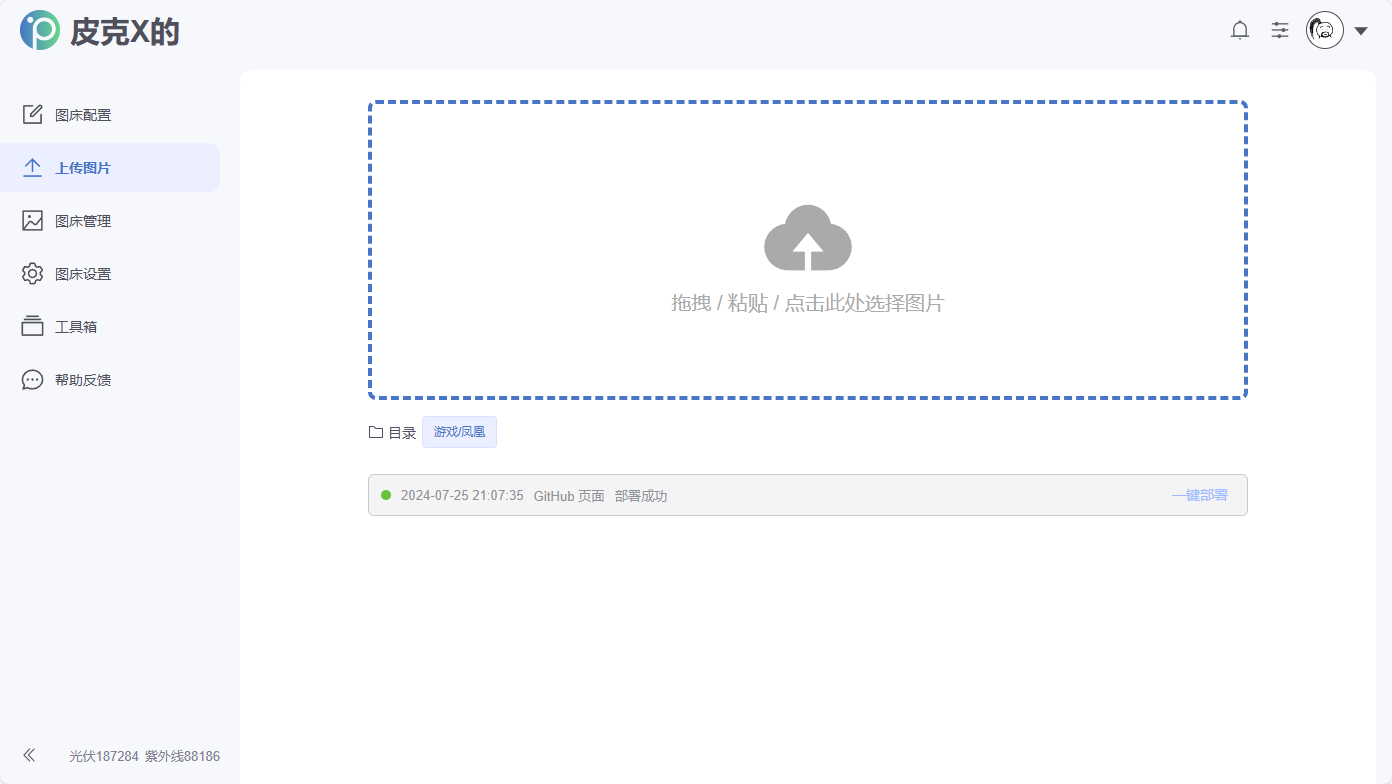 皮克X的
图床配置
上传图片
图床管理
图床设置
工具箱
帮助反馈
拖拽 / 粘贴 / 点击此处选择图片
目录 游戏/凤凰
2024-07-25 21:07:35 GitHub 页面 部署成功 一键部署
光伏187284 紫外线88186